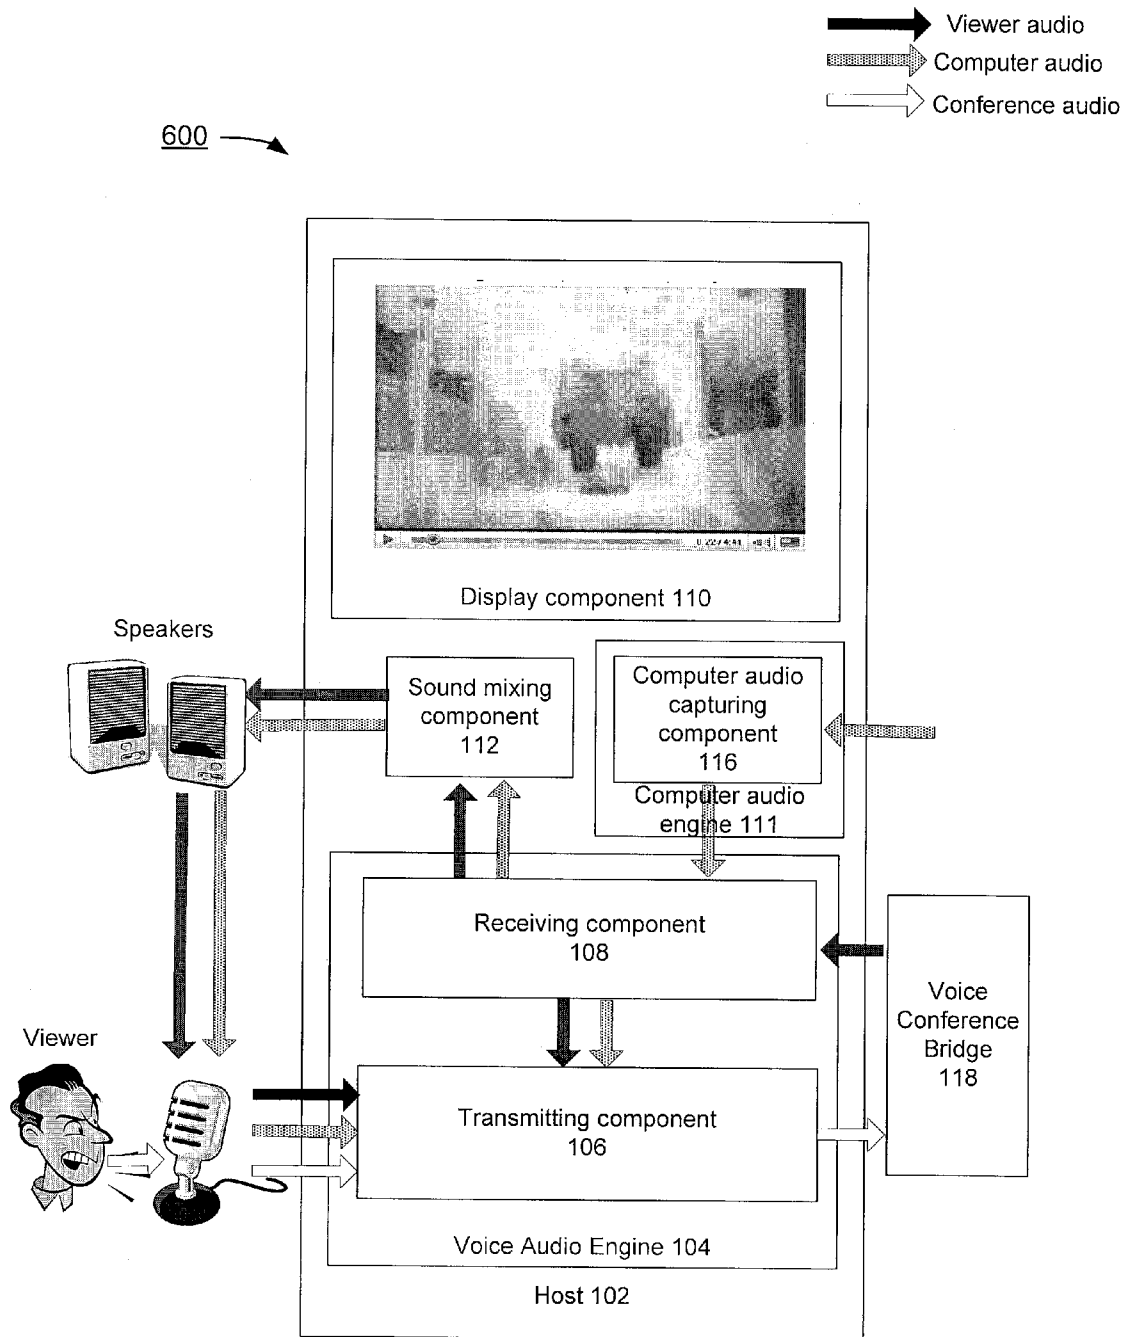 Viewer audio
Computer audio
Conference audio
600
Display component 110
Speakers
Sound mixing
component
112
Computer audio
capturing
component
116
Computer audio
engine 111
Receiving component
108
Voice
Conference
Bridge
118
Viewer
Transmitting component
106
Voice Audio Engine 104
Host 102